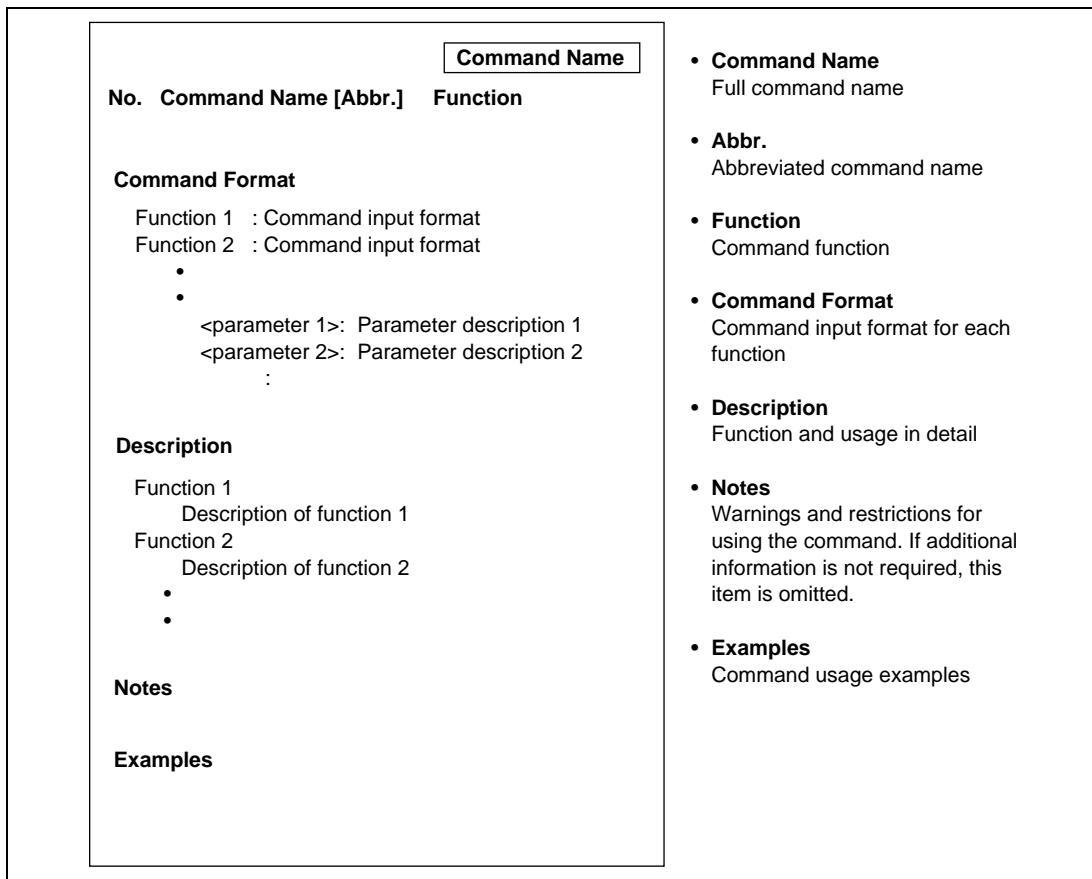 Command Name
No. Command Name [Abbr.] Function
Command Format
Function 1 : Command input format
Function 2 : Command input format
•
•
<parameter 1>: Parameter description 1
<parameter 2>: Parameter description 2
:
Description
Function 1
Description of function 1
Function 2
Description of function 2
•
•
Notes
Examples
• Command Name
Full command name
• Abbr.
Abbreviated command name
• Function
Command function
• Command Format
Command input format for each
function
• Description
Function and usage in detail
• Notes
Warnings and restrictions for
using the command. If additional
information is not required, this
item is omitted.
• Examples
Command usage examples